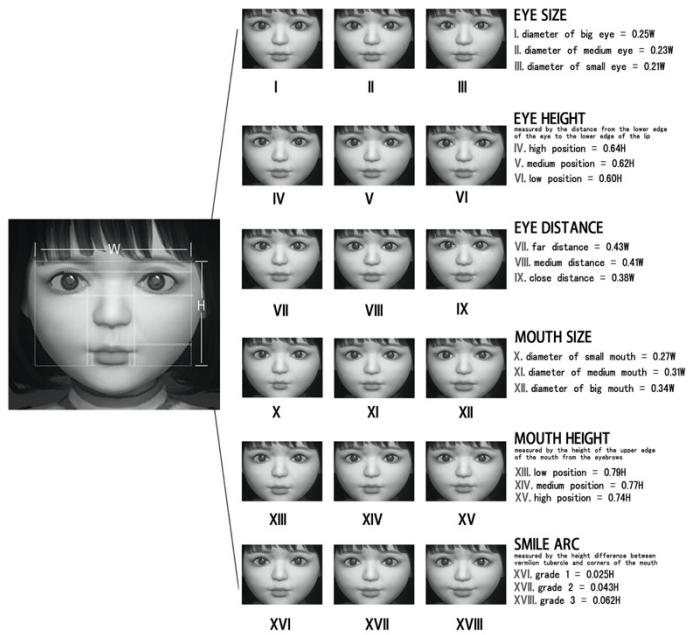 EYE SIZE
I. diameter of big eye = 0.25W
II. diameter of medium eye = 0.23W
III. diameter of small eye = 0.21W
I II III
EYE HEIGHT
measured by the distance from the lower edge
of the eye to the lower edge of the lip
IV. high position = 0.64H
V. medium position = 0.62H
VI. low position = 0.60H
IV V VI
EYE DISTANCE
VII. far distance = 0.43W
VIII. medium distance = 0.41W
IX. close distance = 0.38W
VII VIII IX
W
H
MOUTH SIZE
X. diameter of small mouth = 0.27W
XI. diameter of medium mouth = 0.31W
XII. diameter of big mouth = 0.34W
X XI XII
MOUTH HEIGHT
measured by the height of the upper edge
of the mouth from the eyebrows
XIII. low position = 0.79H
XIV. medium position = 0.77H
XV. high position = 0.74H
XIII XIV XV
SMILE ARC
measured by the height difference between
vermilion tubercle and corners of the mouth
XVI. grade 1 = 0.025H
XVII. grade 2 = 0.043H
XVIII. grade 3 = 0.062H
XVI XVII XVIII